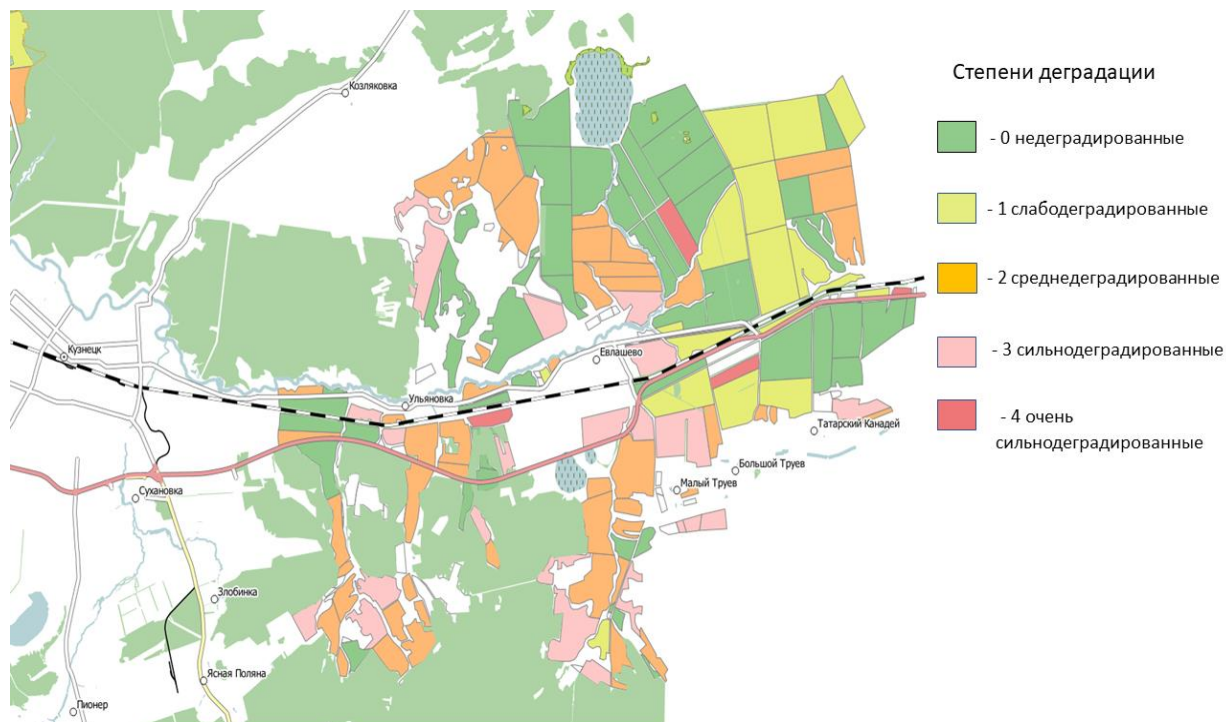 Козляковка
Кузнецк
Ульяновка
Евлашево
Татарский Канадей
Большой Труев
Малый Труев
Сухановка
Злобинка
Ясная Поляна
Пионер
Степени деградации
- 0 недеградированные
- 1 слабодеградированные
- 2 среднедеградированные
- 3 сильнодеградированные
- 4 очень
сильнодеградированные